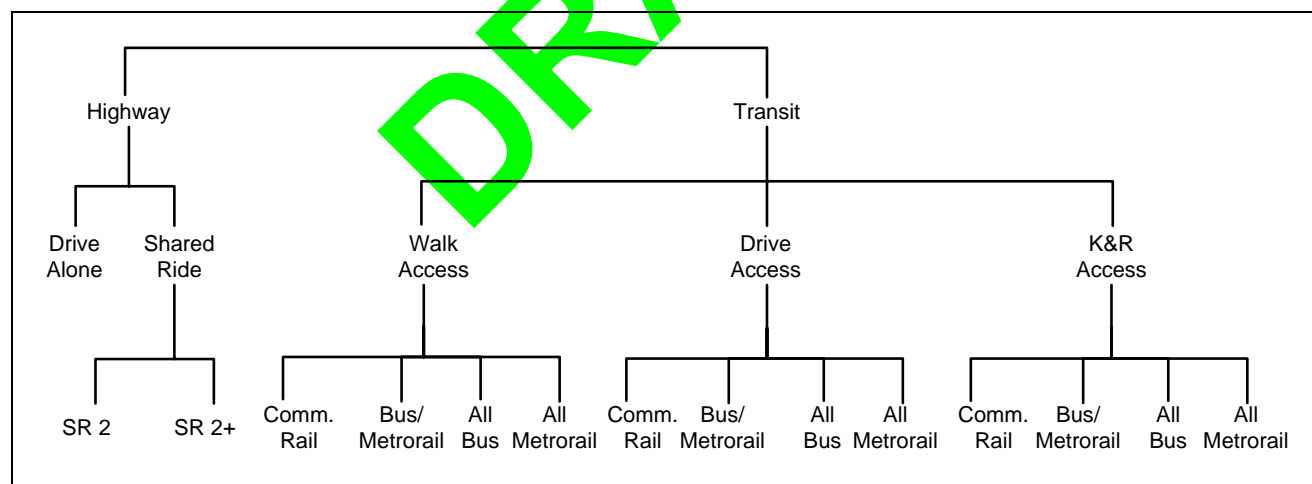 DRA
Highway
Transit
Drive
Alone
Shared
Ride
Walk
Access
Drive
Access
K&R
Access
SR 2
SR 2+
Comm.
Rail
Bus/
Metrorail
All
Bus
All
Metrorail
Comm.
Rail
Bus/
Metrorail
All
Bus
All
Metrorail
Comm.
Rail
Bus/
Metrorail
All
Bus
All
Metrorail